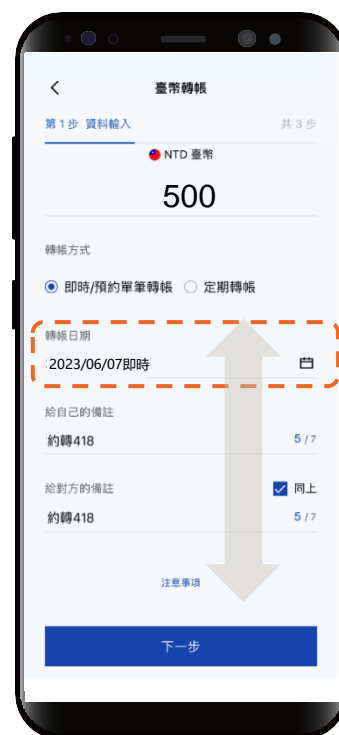 臺幣轉帳
第1步 資料輸入 共3步
NTD 臺幣
500
轉帳方式
即時/預約單筆轉帳 定期轉帳
轉帳日期
2023/06/07即時
給自己的備註
約轉418 5/7
給對方的備註 同上
約轉418 5/7
注意事項
下一步